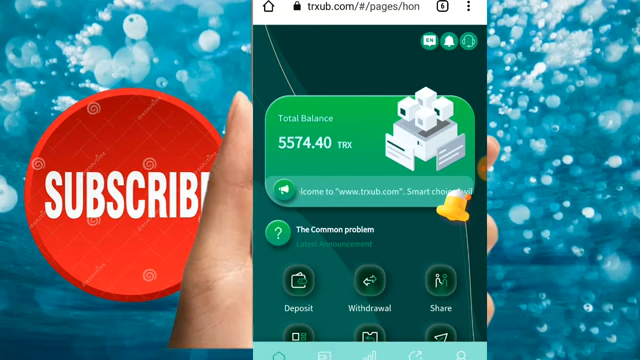 trxub.com/#/pages/hon
6
EN
Total Balance
5574.40 TRX
lcome to "www.trxub.com". Smart choice wil
The Common problem
Latest Announcement
?
Deposit
Withdrawal
Share
SUBSCRIBE